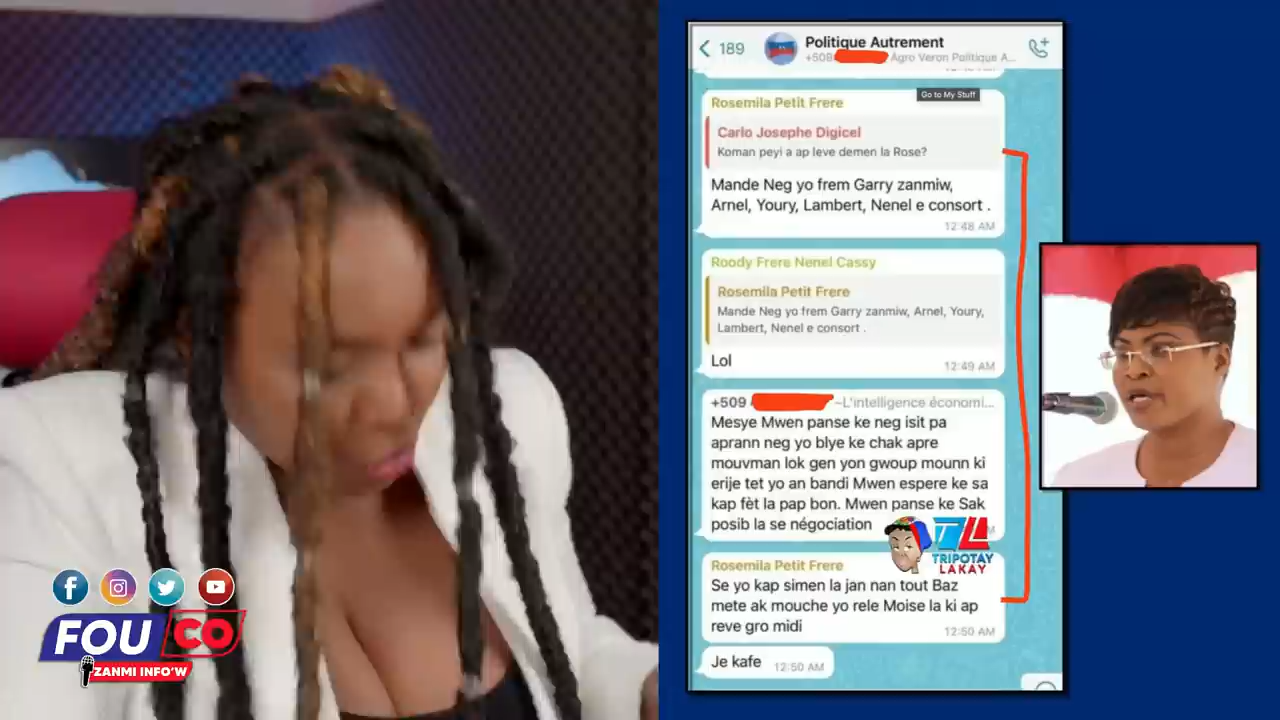 189
Politique Autrement
+509
Agro Veron Politique A...
Rosemila Petit Frere
Go to My Stuff
Carlo Josephe Digicel
Koman peyi a ap leve demen la Rose?
Mande Neg yo frem Garry zanmiw,
Arnel, Youry, Lambert, Nenel e consort .
12:48 AM
Roody Frere Nenel Cassy
Rosemila Petit Frere
Mande Neg yo frem Garry zanmiw, Arnel, Youry,
Lambert, Nenel e consort .
Lol
12:49 AM
+509
~L'intelligence économi...
Mesye Mwen panse ke neg isit pa
aprann neg yo blye ke chak apre
mouvman lok gen yon gwoup mounn ki
erije tet yo an bandi Mwen espere ke sa
kap fèt la pap bon. Mwen panse ke Sak
posib la se négociation
TL
TRIPOTAY
LAKAY
Rosemila Petit Frere
Se yo kap simen la jan nan tout Baz
mete ak mouche yo rele Moise la ki ap
reve gro midi
12:50 AM
Je kafe
12:50 AM
FOU CO
ZANMI INFO'W